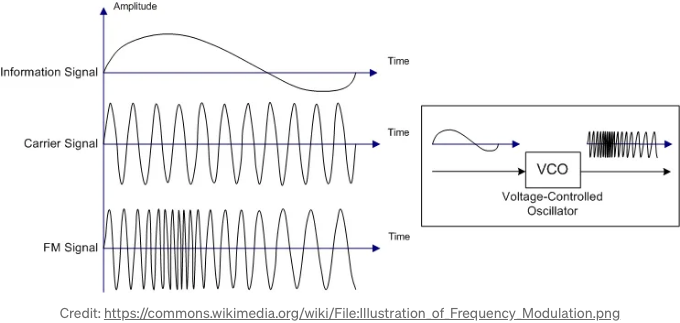 Amplitude
Information Signal
Time
Carrier Signal
Time
FM Signal
Time
VCO
Voltage-Controlled
Oscillator
Credit: https://commons.wikimedia.org/wiki/File:Illustration_of_Frequency_Modulation.png